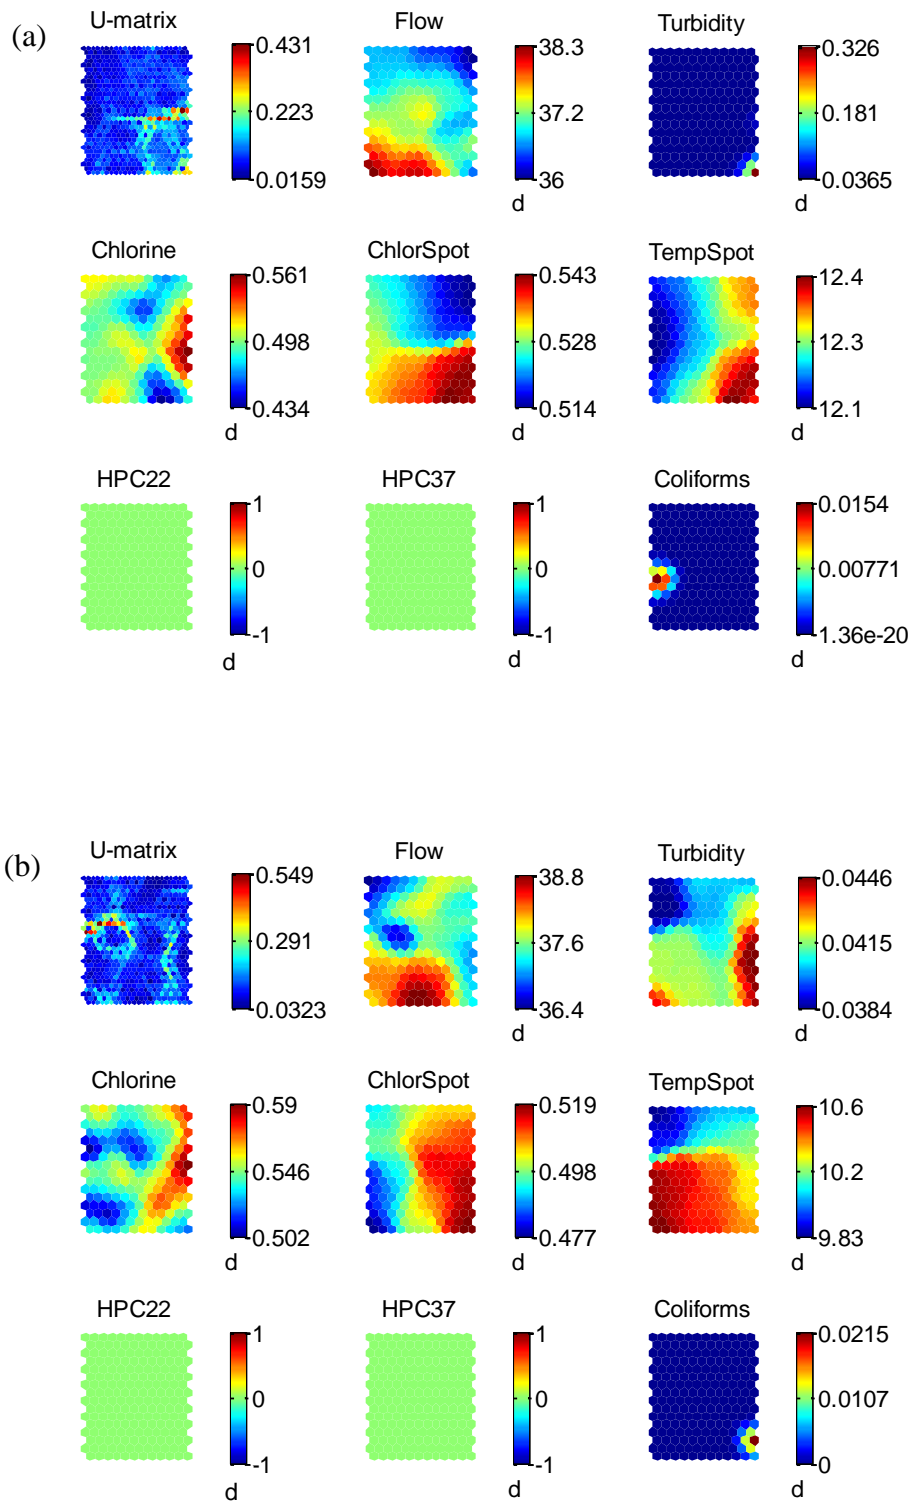 (a)
U-matrix
0.431
0.223
0.0159
Flow
38.3
37.2
36
d
Turbidity
0.326
0.181
0.0365
d
Chlorine
0.561
0.498
0.434
d
ChlorSpot
0.543
0.528
0.514
d
TempSpot
12.4
12.3
12.1
d
HPC22
1
0
-1
d
HPC37
1
0
-1
d
Coliforms
0.0154
0.00771
1.36e-20
d
(b)
U-matrix
0.549
0.291
0.0323
Flow
38.8
37.6
36.4
d
Turbidity
0.0446
0.0415
0.0384
d
Chlorine
0.59
0.546
0.502
d
ChlorSpot
0.519
0.498
0.477
d
TempSpot
10.6
10.2
9.83
d
HPC22
1
0
-1
d
HPC37
1
0
-1
d
Coliforms
0.0215
0.0107
0
d